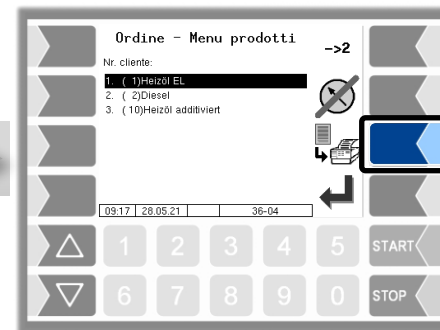 Ordine - Menu prodotti
->2
Nr. cliente:
1. ( 1)Heizöl EL
2. ( 2)Diesel
3. ( 10)Heizöl additiviert
09:17 28.05.21 36-04
1 2 3 4 5 START
6 7 8 9 0 STOP